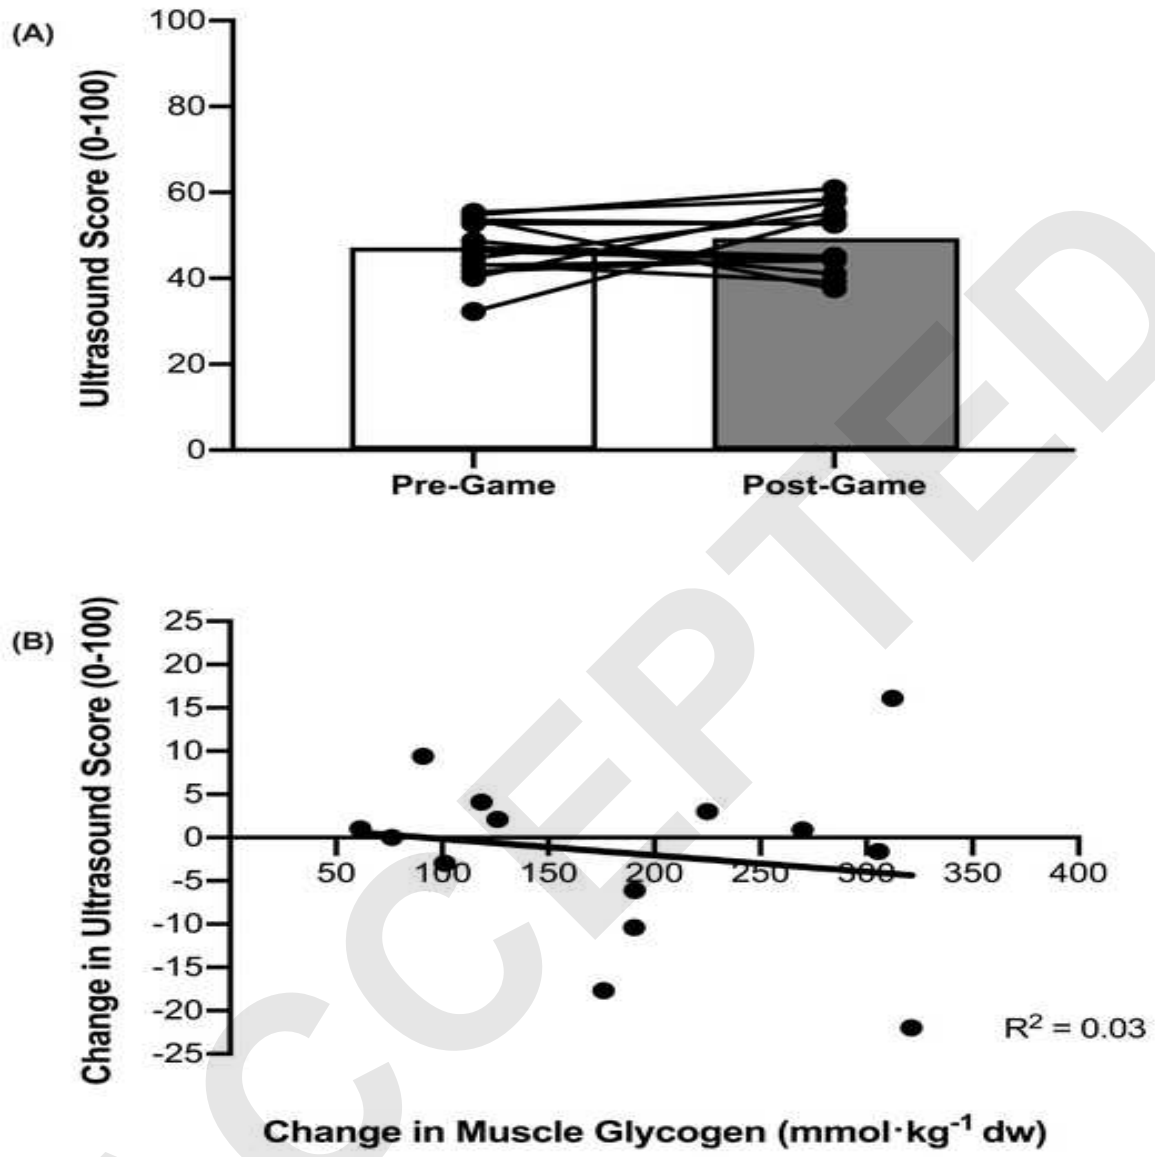 (A)
Ultrasound Score (0-100)
100
80
60
40
20
0
Pre-Game Post-Game
(B)
Change in Ultrasound Score (0-100)
25
20
15
10
5
0
-5
-10
-15
-20
-25
50 100 150 200 250 300 350 400
R² = 0.03
Change in Muscle Glycogen (mmol·kg⁻¹ dw)
CCEPTED